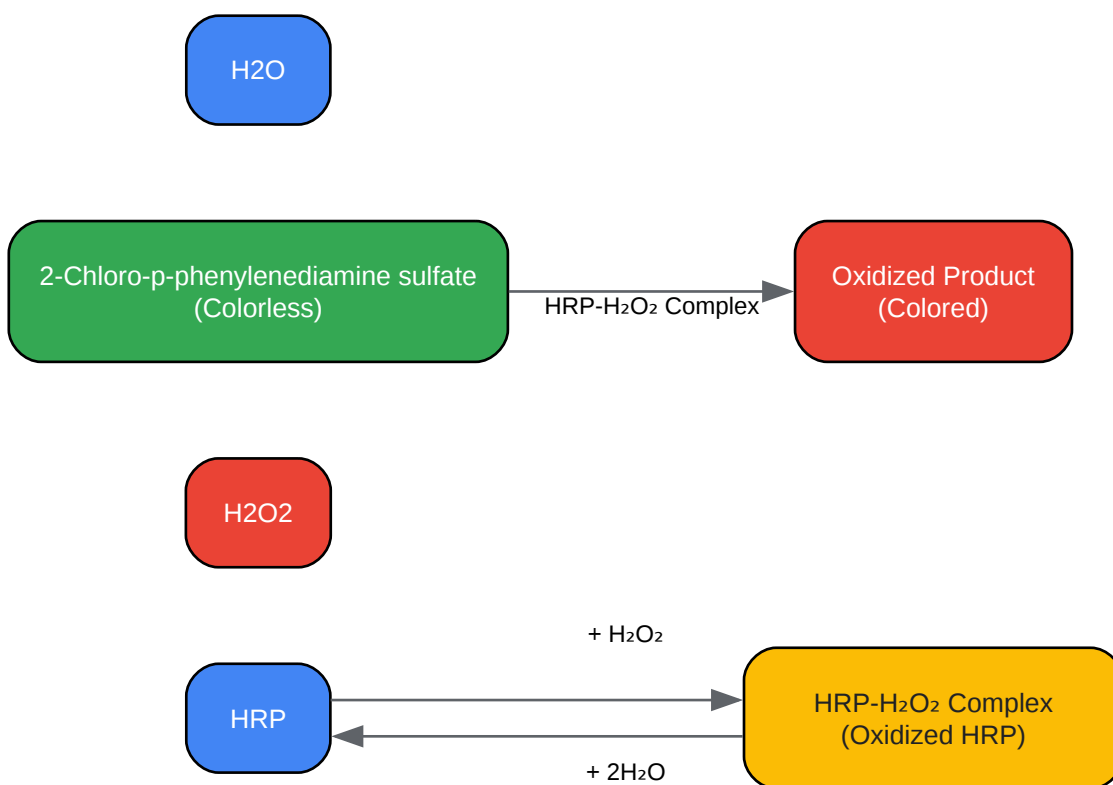 H2O
2-Chloro-p-phenylenediamine sulfate
(Colorless)
HRP-H₂O₂ Complex
Oxidized Product
(Colored)
H2O2
+ H₂O₂
HRP
HRP-H₂O₂ Complex
(Oxidized HRP)
+ 2H₂O